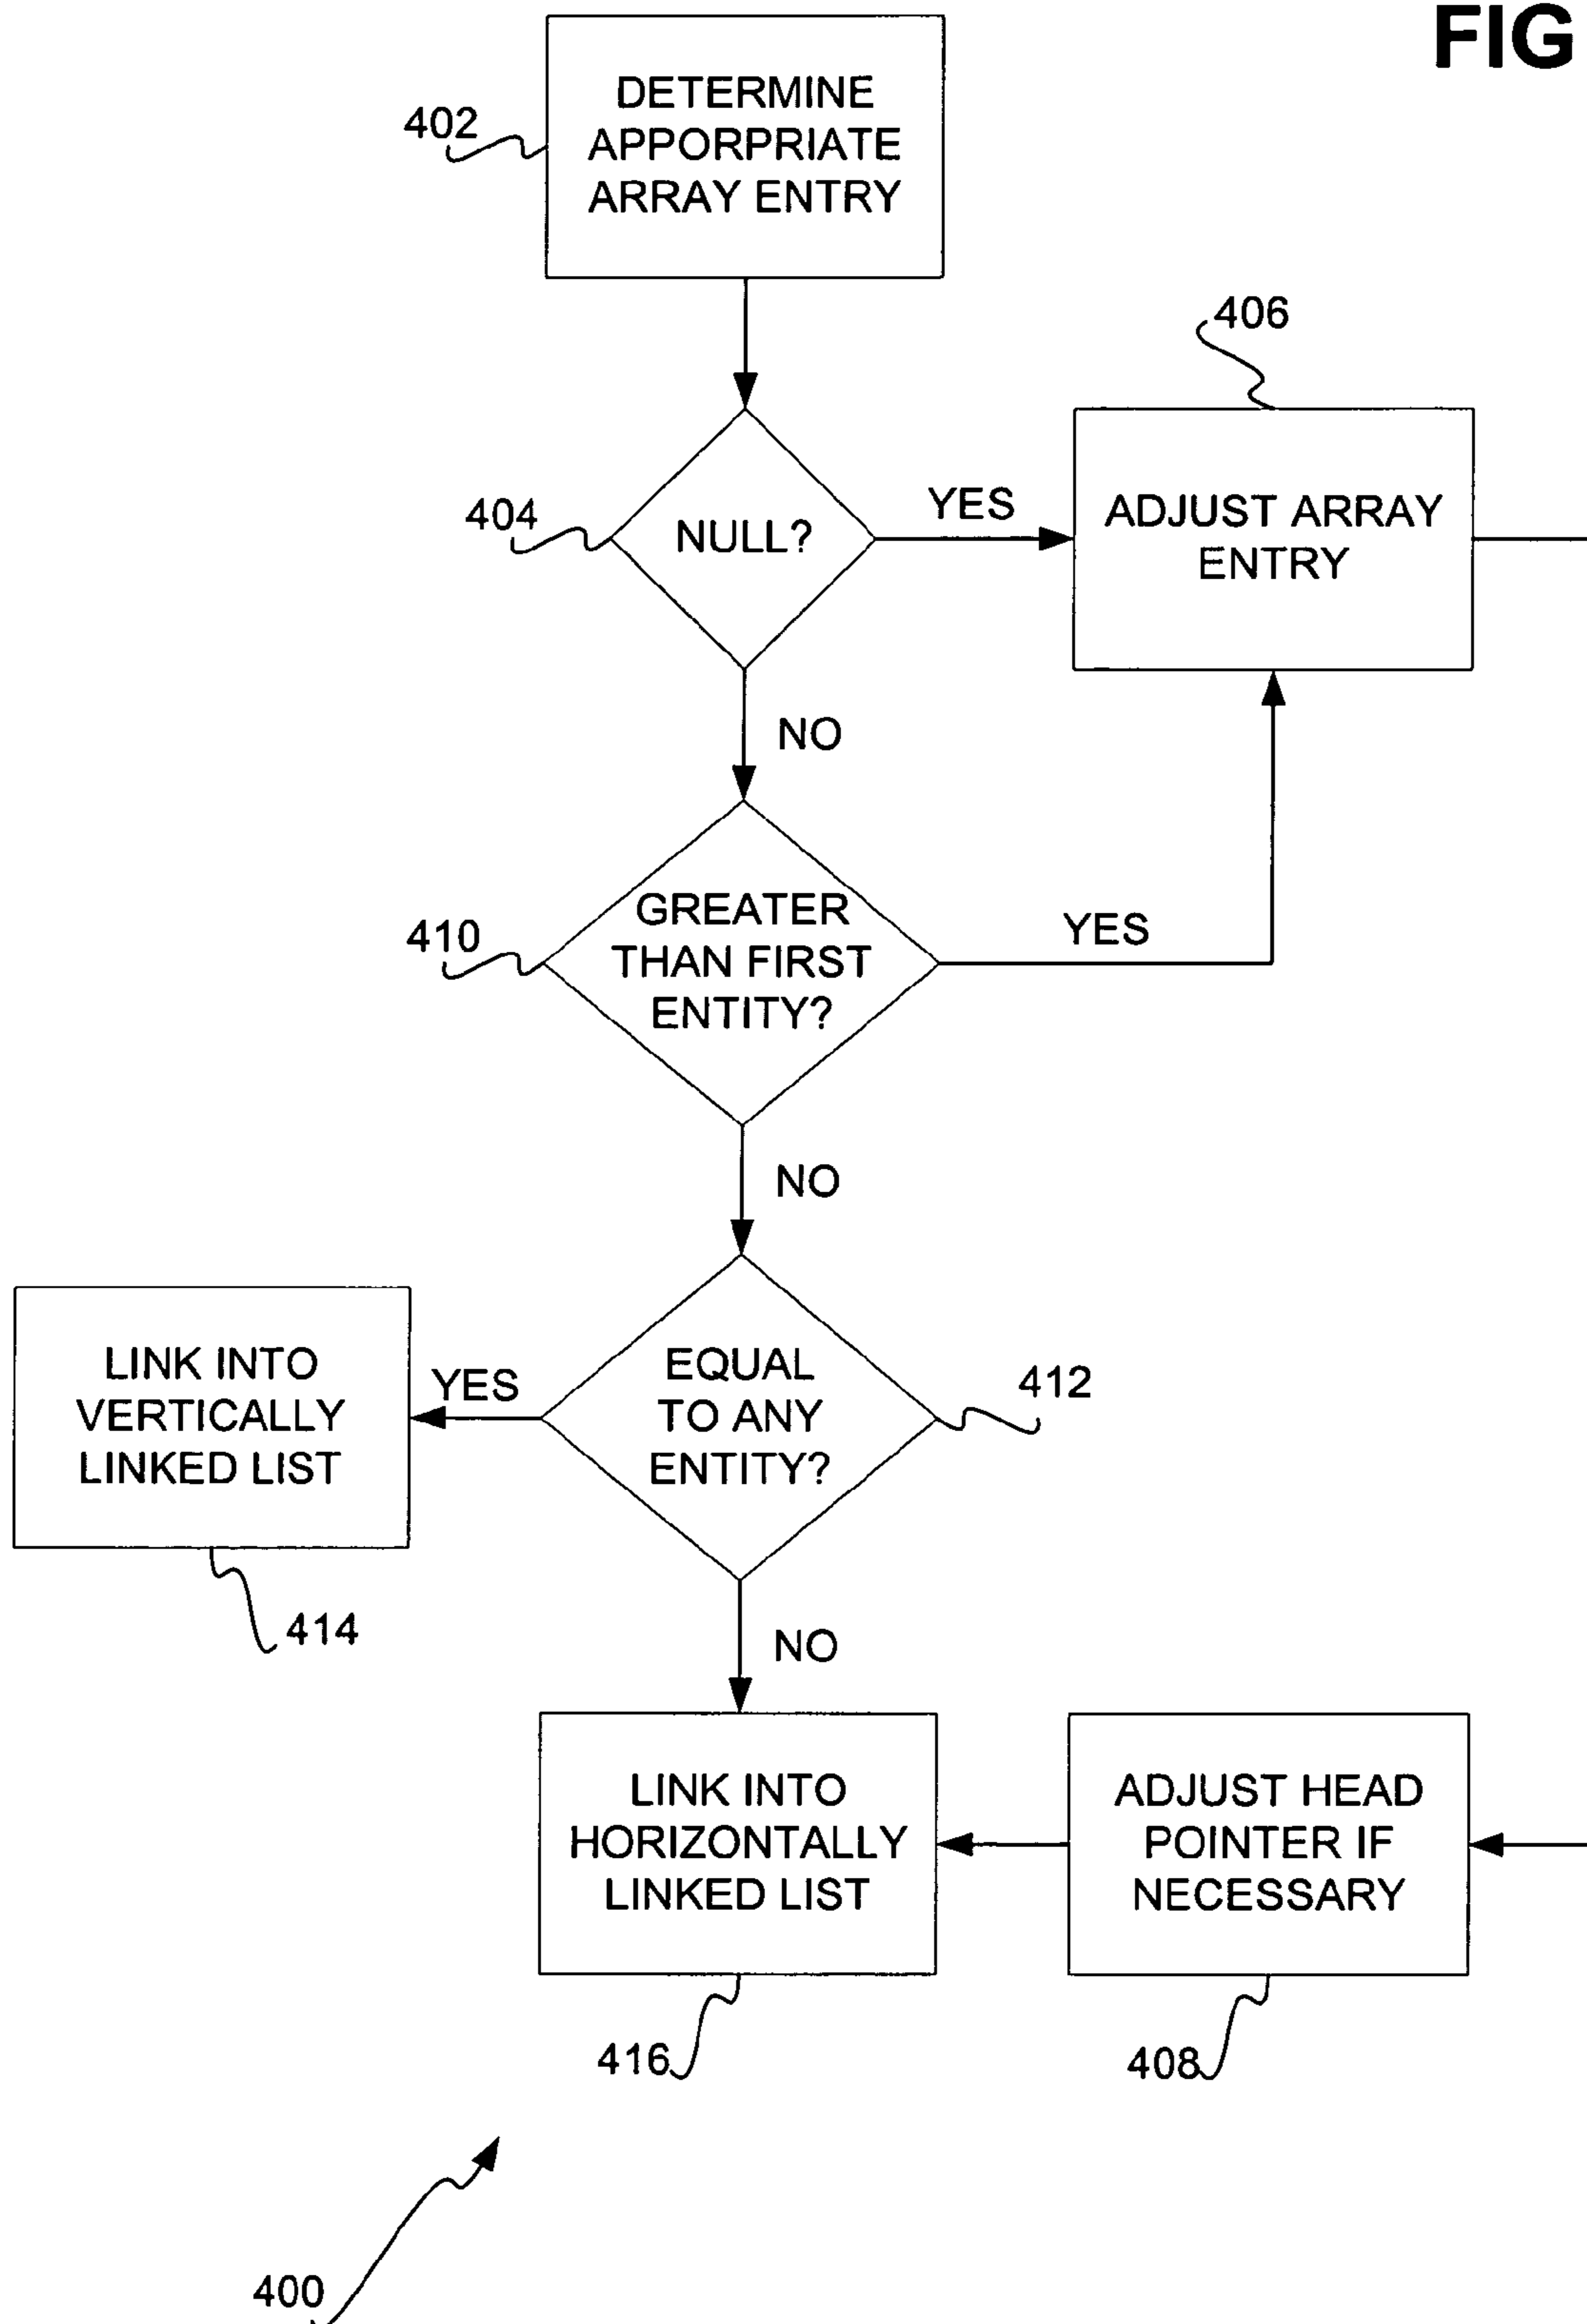 FIG
402
DETERMINE
APPORPRIATE
ARRAY ENTRY
406
404
NULL?
YES
ADJUST ARRAY
ENTRY
NO
410
GREATER
THAN FIRST
ENTITY?
YES
NO
LINK INTO
VERTICALLY
LINKED LIST
YES
EQUAL
TO ANY
ENTITY?
412
414
NO
LINK INTO
HORIZONTALLY
LINKED LIST
ADJUST HEAD
POINTER IF
NECESSARY
416
408
400